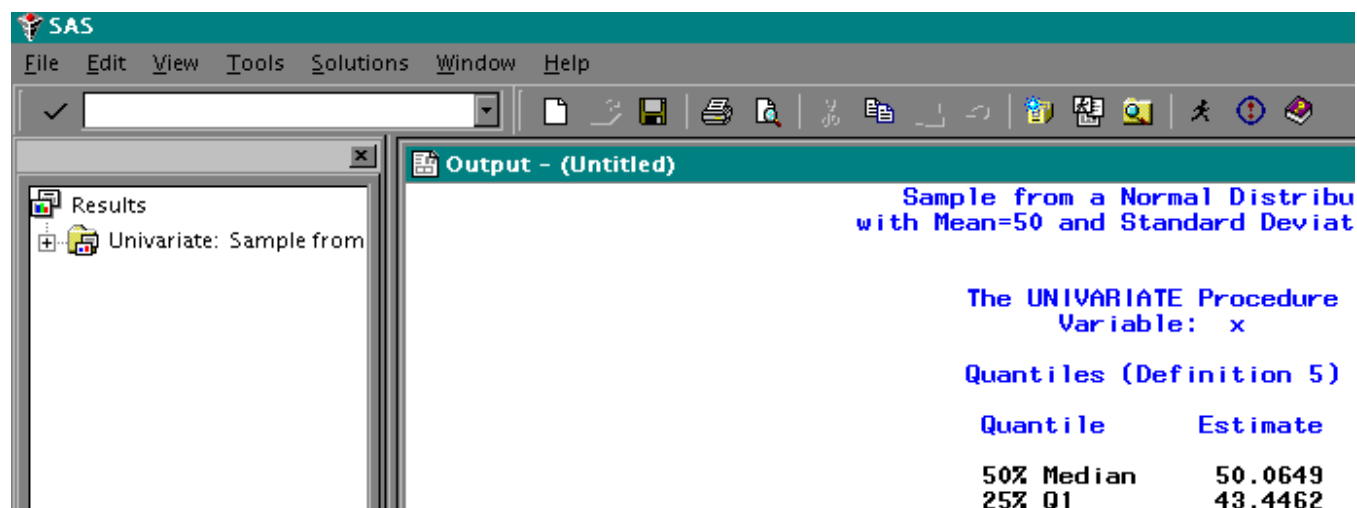 SAS
File Edit View Tools Solutions Window Help
Results
Univariate: Sample from
Output - (Untitled)
Sample from a Normal Distribu
with Mean=50 and Standard Deviat
The UNIVARIATE Procedure
Variable: x
Quantiles (Definition 5)
Quantile Estimate
50% Median 50.0649
25% Q1 43.4462